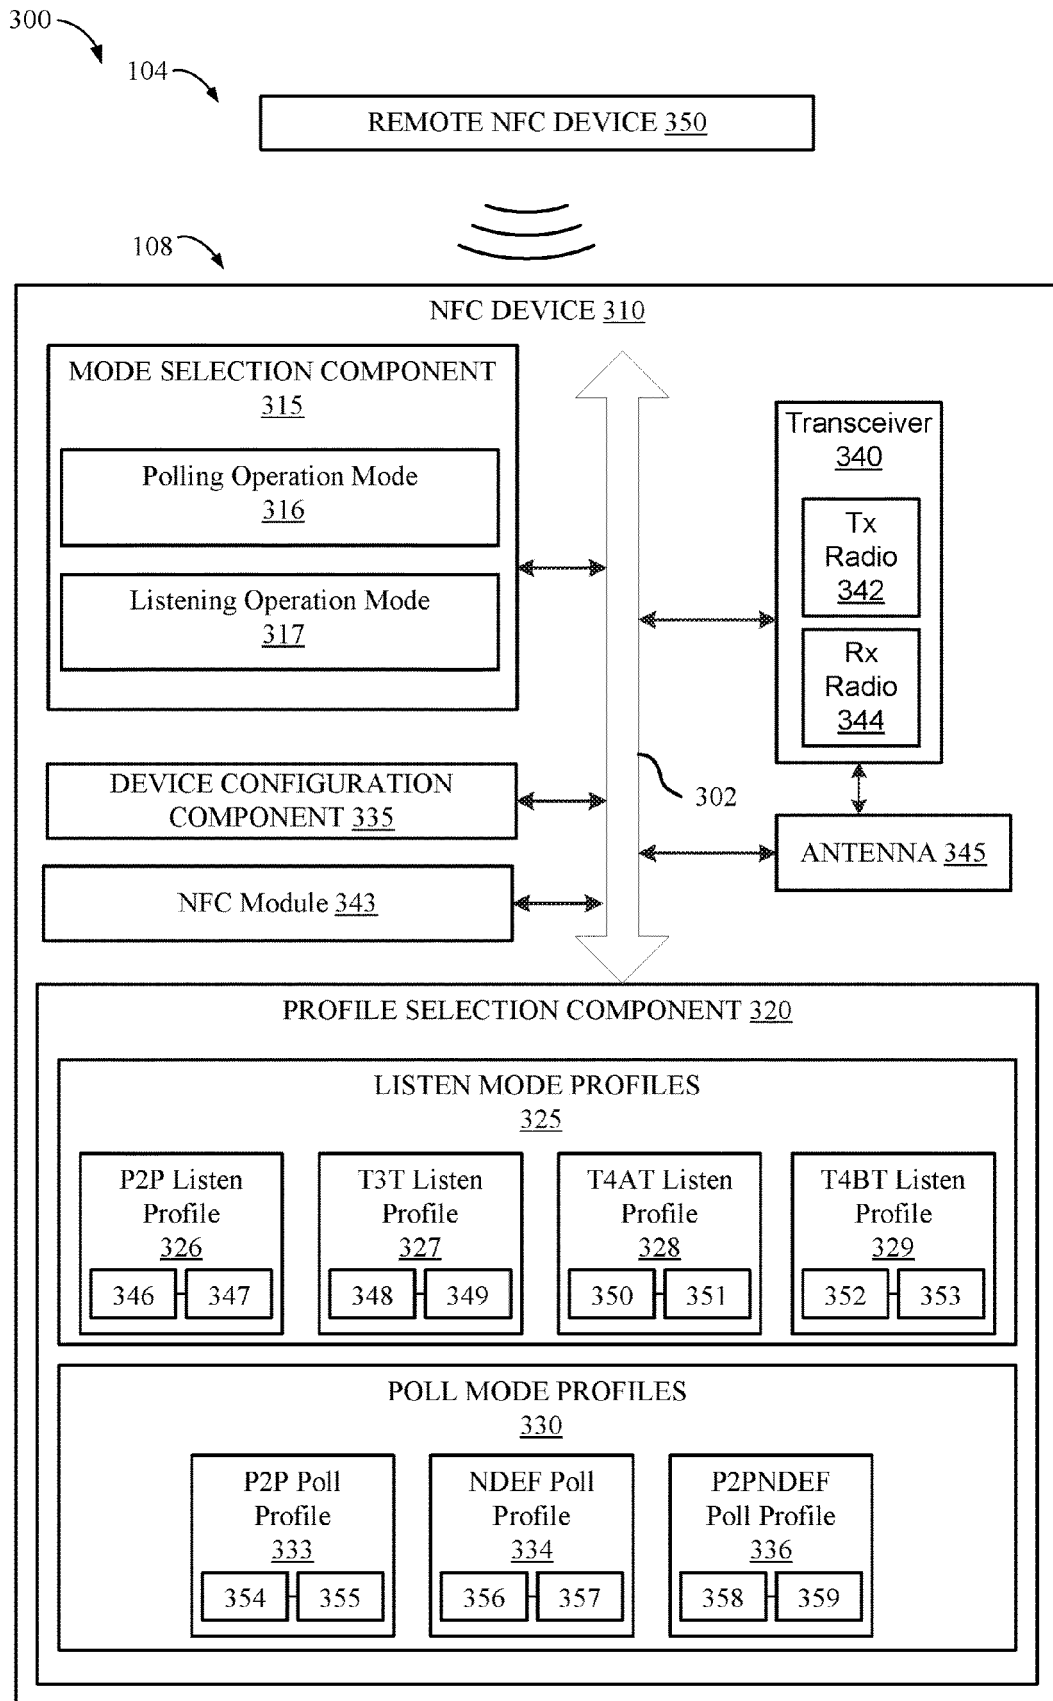 300
104
REMOTE NFC DEVICE 350
108
NFC DEVICE 310
MODE SELECTION COMPONENT
315
Polling Operation Mode
316
Listening Operation Mode
317
Transceiver
340
Tx
Radio
342
Rx
Radio
344
302
DEVICE CONFIGURATION
COMPONENT 335
ANTENNA 345
NFC Module 343
PROFILE SELECTION COMPONENT 320
LISTEN MODE PROFILES
325
P2P Listen
Profile
326
346
347
T3T Listen
Profile
327
348
349
T4AT Listen
Profile
328
350
351
T4BT Listen
Profile
329
352
353
POLL MODE PROFILES
330
P2P Poll
Profile
333
354
355
NDEF Poll
Profile
334
356
357
P2PNDEF
Poll Profile
336
358
359